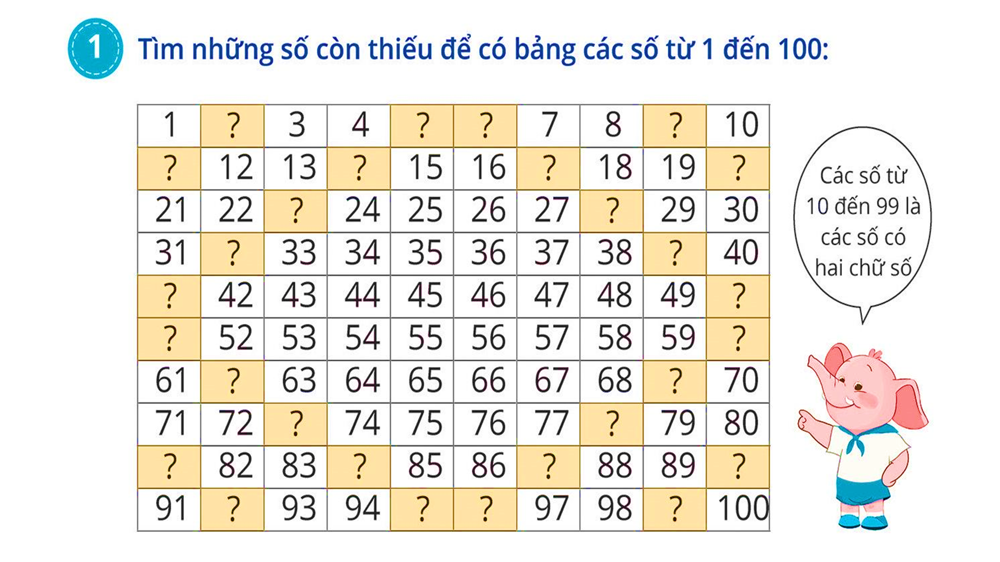 1 Tìm những số còn thiếu để có bảng các số từ 1 đến 100:
1 ? 3 4 ? ? 7 8 ? 10
? 12 13 ? 15 16 ? 18 19 ?
21 22 ? 24 25 26 27 ? 29 30
31 ? 33 34 35 36 37 38 ? 40
? 42 43 44 45 46 47 48 49 ?
? 52 53 54 55 56 57 58 59 ?
61 ? 63 64 65 66 67 68 ? 70
71 72 ? 74 75 76 77 ? 79 80
? 82 83 ? 85 86 ? 88 89 ?
91 ? 93 94 ? ? 97 98 ? 100
Các số từ
10 đến 99 là
các số có
hai chữ số